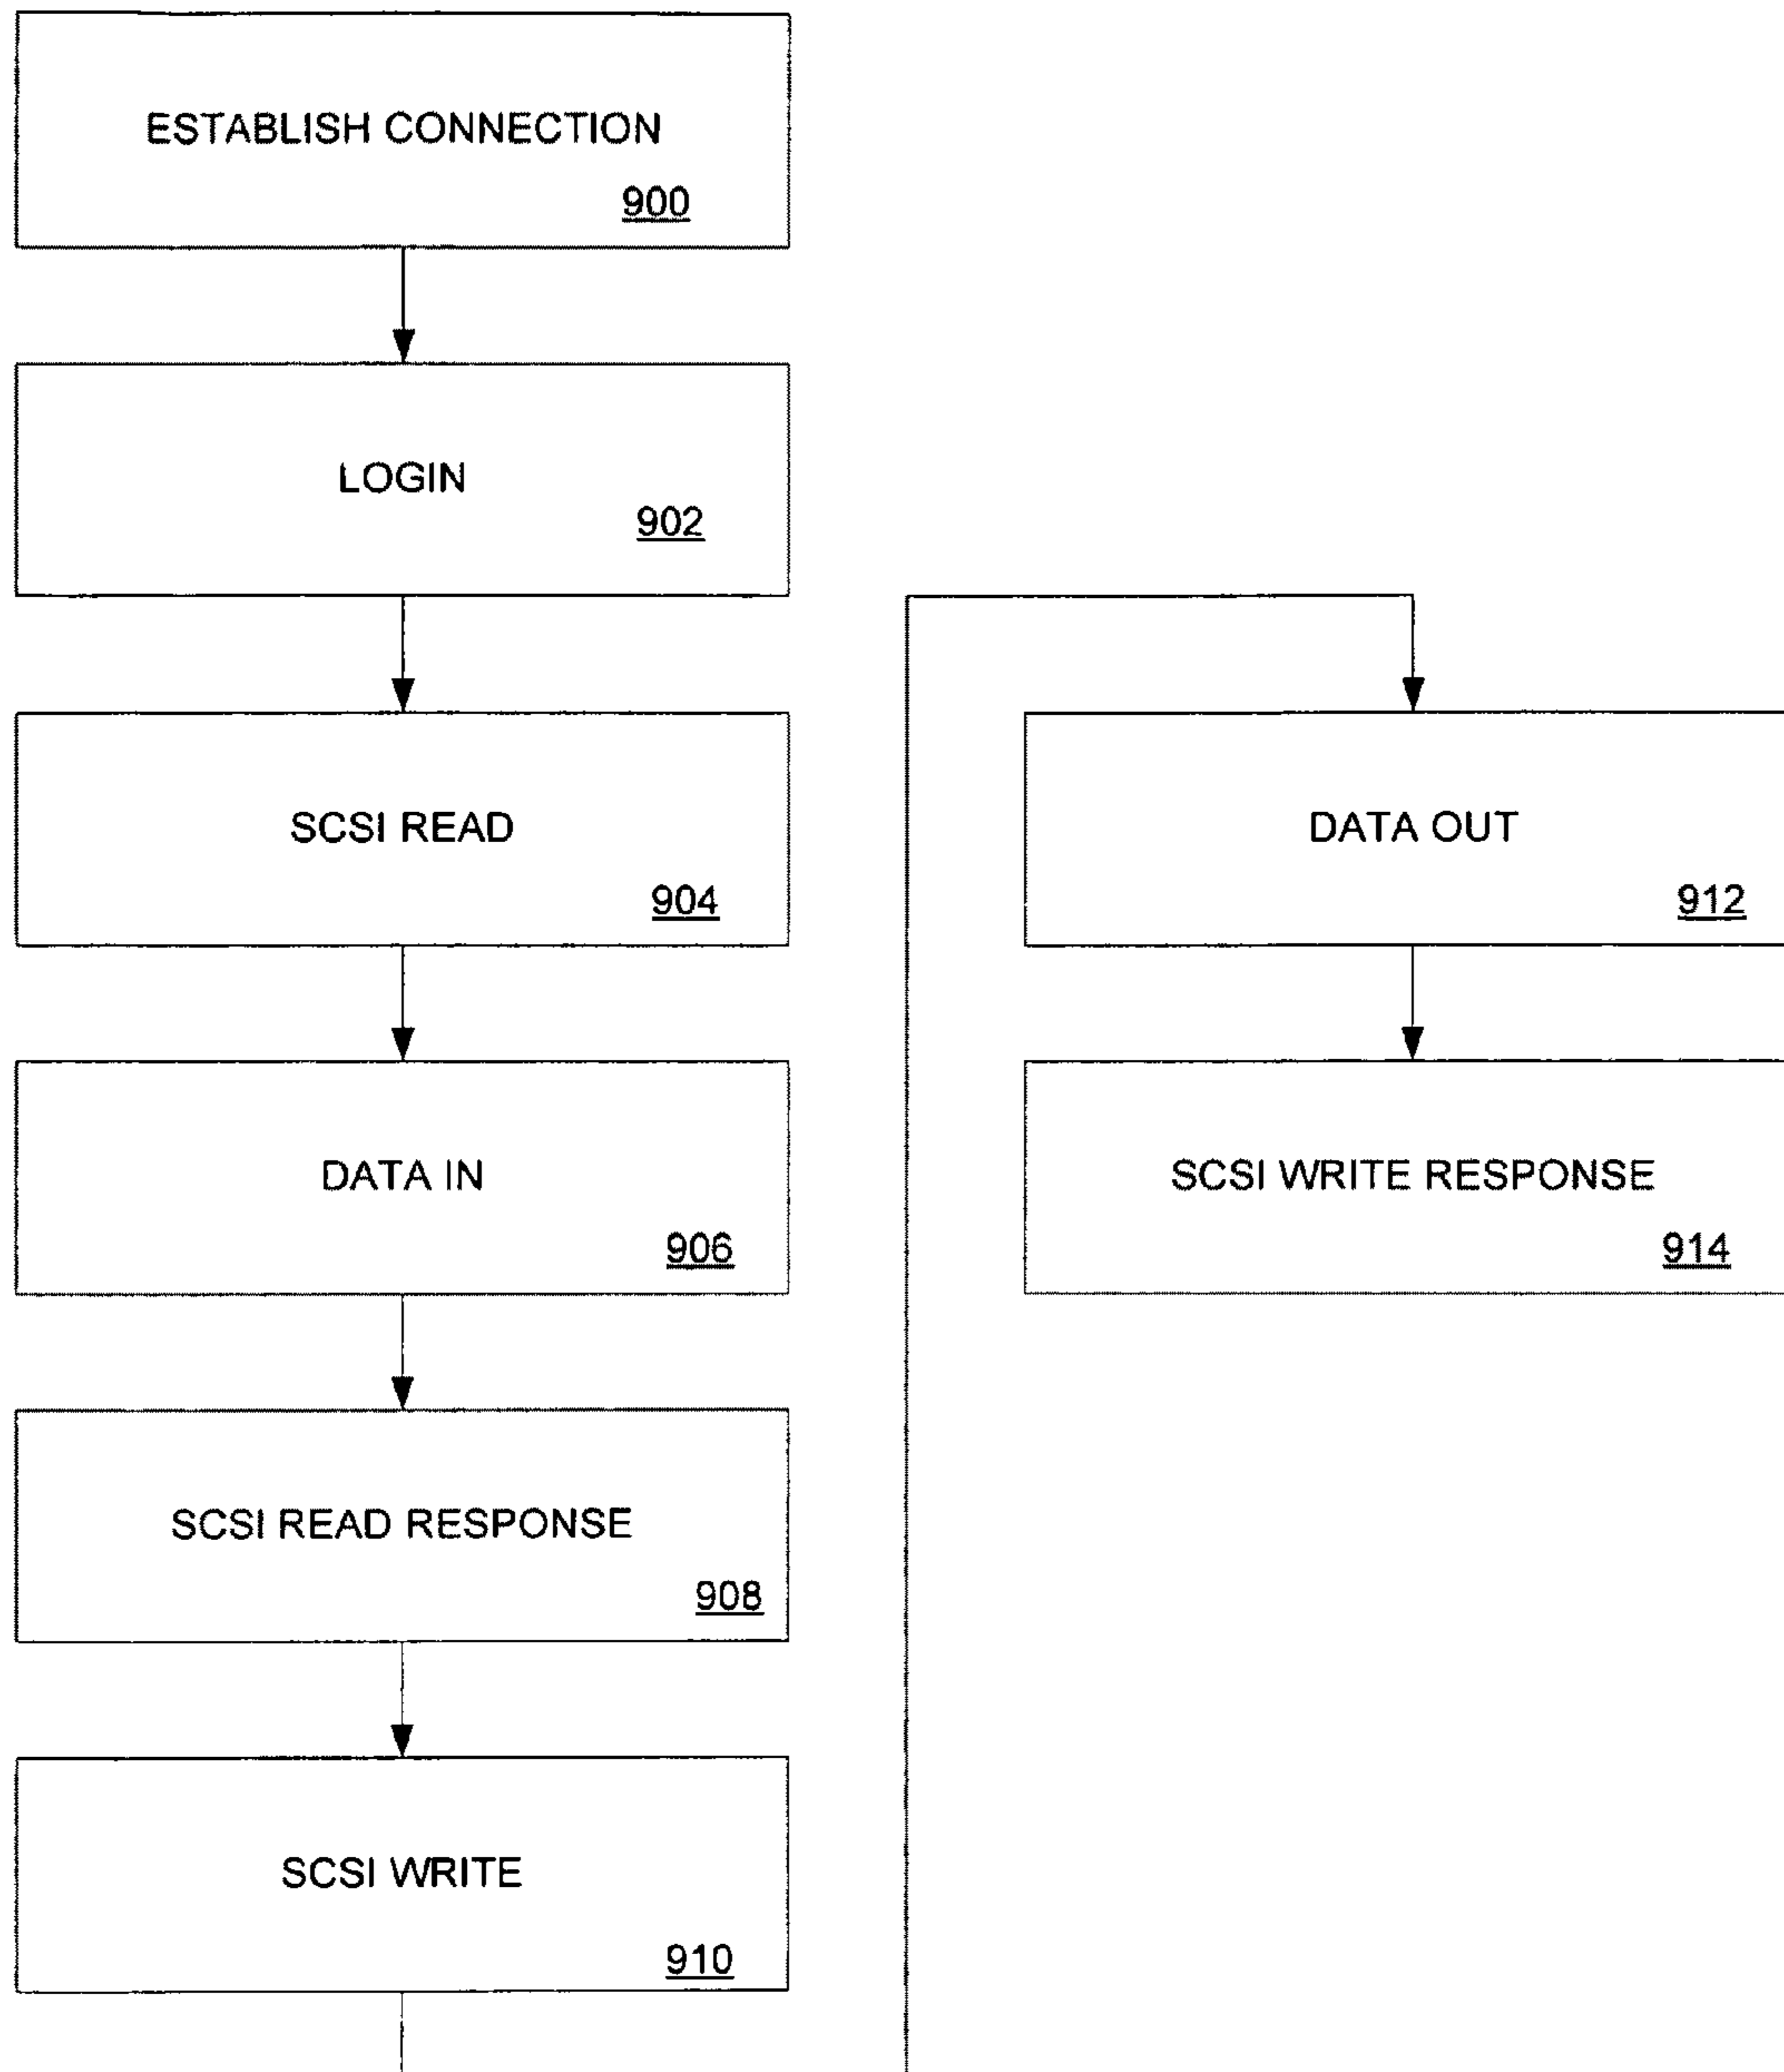 ESTABLISH CONNECTION
900
LOGIN
902
SCSI READ
904
DATA IN
906
SCSI READ RESPONSE
908
SCSI WRITE
910
DATA OUT
912
SCSI WRITE RESPONSE
914